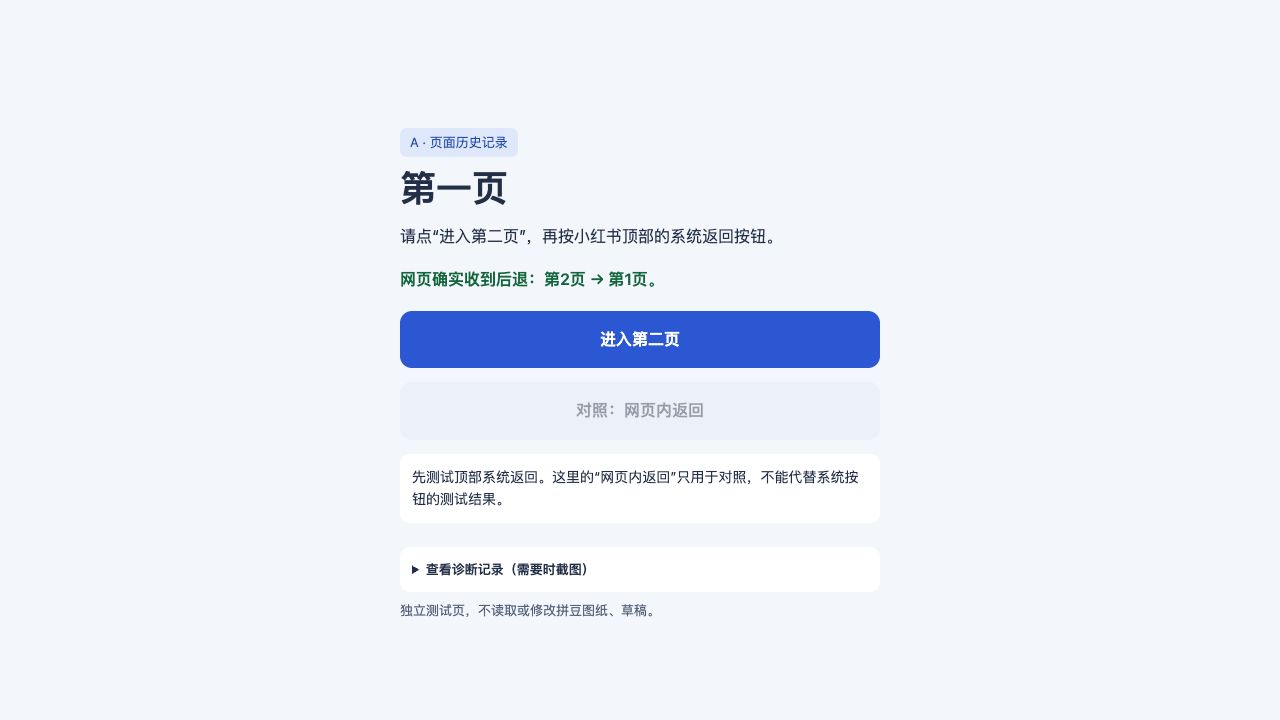 A · 页面历史记录
第一页
请点“进入第二页”，再按小红书顶部的系统返回按钮。
网页确实收到后退：第2页 → 第1页。
进入第二页
对照：网页内返回
先测试顶部系统返回。这里的“网页内返回”只用于对照，不能代替系统按
钮的测试结果。
▶ 查看诊断记录（需要时截图）
独立测试页，不读取或修改拼豆图纸、草稿。